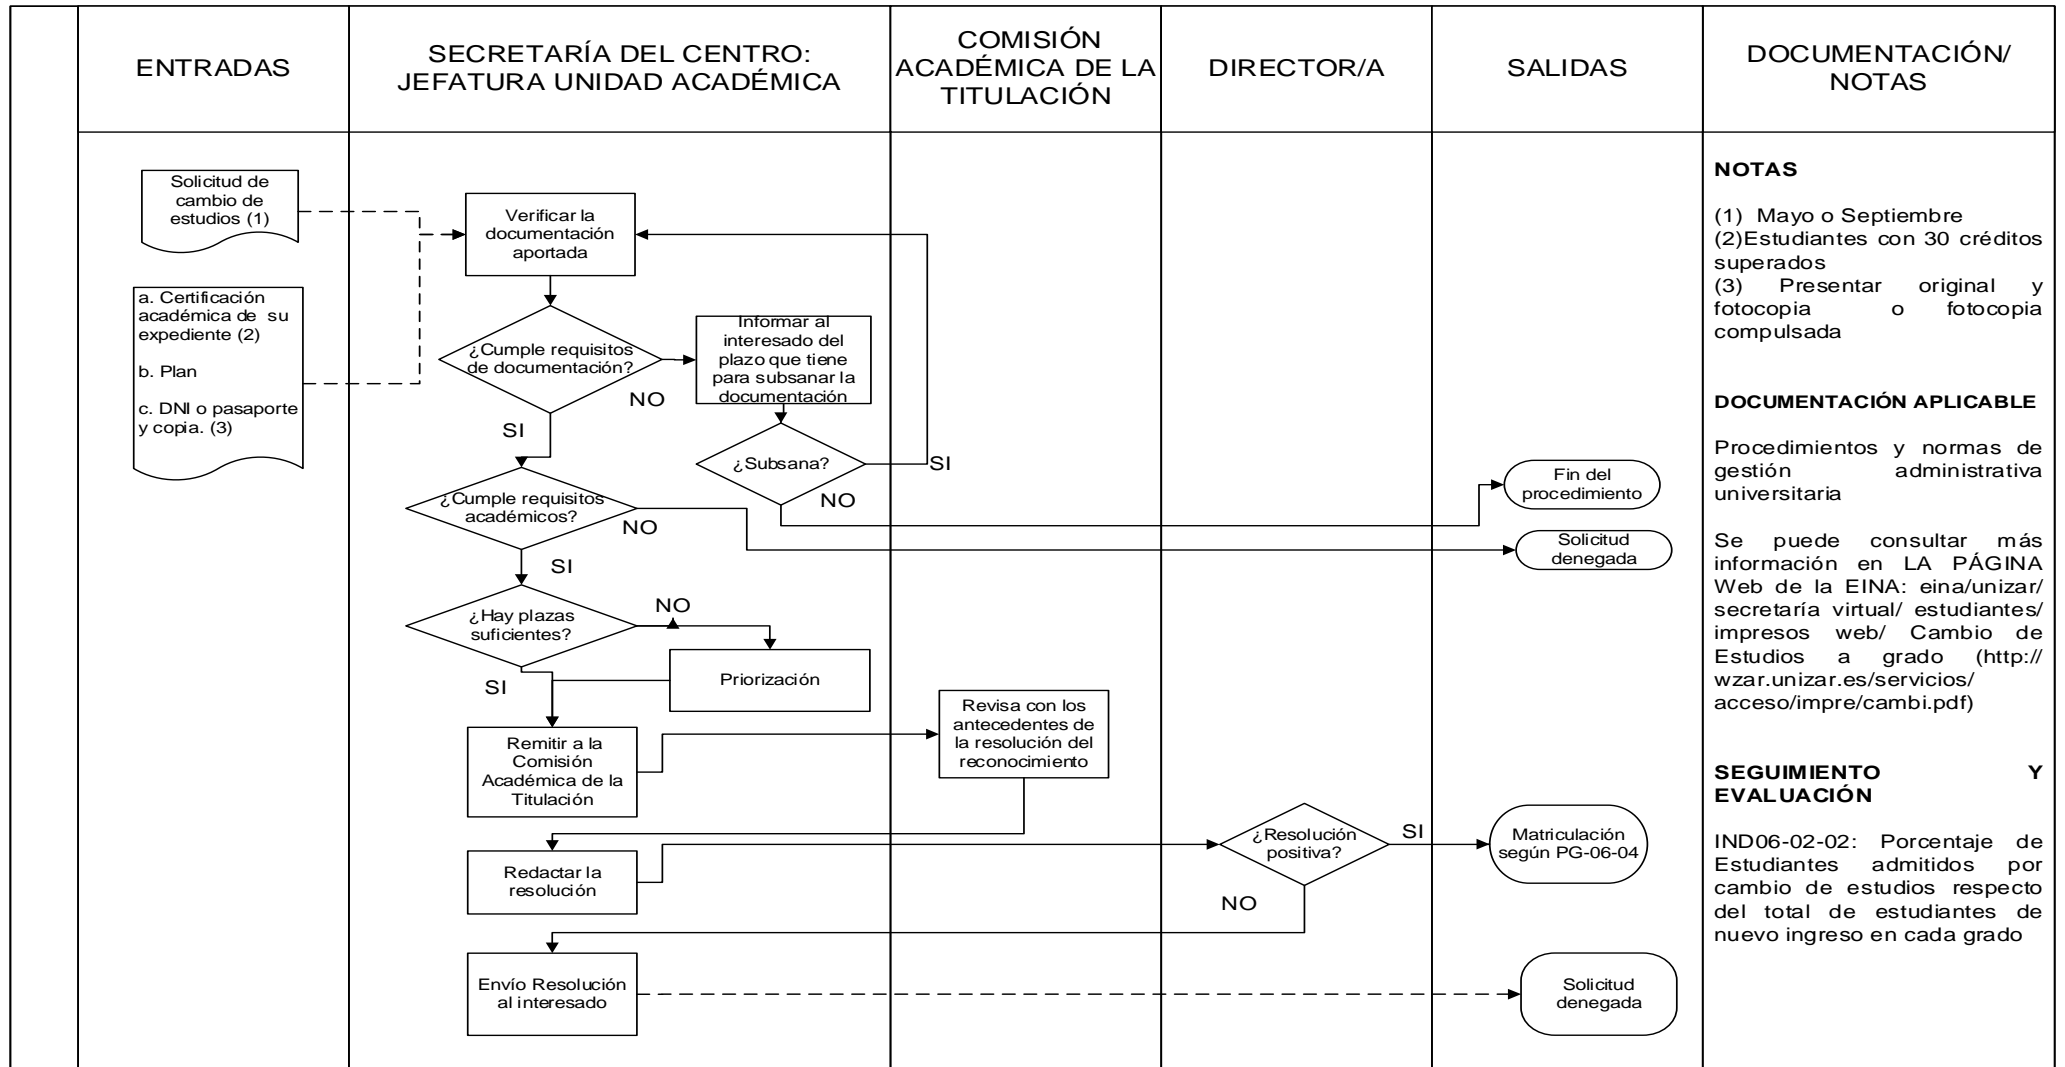 ENTRADAS
SECRETARÍA DEL CENTRO:
JEFATURA UNIDAD ACADÉMICA
COMISIÓN
ACADÉMICA DE LA
TITULACIÓN
DIRECTOR/A
SALIDAS
DOCUMENTACIÓN/
NOTAS
Solicitud de
cambio de
estudios (1)
a. Certificación
académica de su
expediente (2)
b. Plan
c. DNI o pasaporte
y copia. (3)
Verificar la
documentación
aportada
¿Cumple requisitos
de documentación?
NO
SI
Informar al
interesado del
plazo que tiene
para subsanar la
documentación
¿Subsana?
SI
NO
Fin del
procedimiento
¿Cumple requisitos
académicos?
NO
SI
Solicitud
denegada
¿Hay plazas
suficientes?
NO
SI
Priorización
Remitir a la
Comisión
Académica de la
Titulación
Revisa con los
antecedentes de
la resolución del
reconocimiento
Redactar la
resolución
¿Resolución
positiva?
SI
NO
Matriculación
según PG-06-04
Envío Resolución
al interesado
Solicitud
denegada
NOTAS
(1) Mayo o Septiembre
(2)Estudiantes con 30 créditos
superados
(3) Presentar original y
fotocopia o fotocopia
compulsada
DOCUMENTACIÓN APLICABLE
Procedimientos y normas de
gestión administrativa
universitaria
Se puede consultar más
información en LA PÁGINA
Web de la EINA: eina/unizar/
secretaría virtual/ estudiantes/
impresos web/ Cambio de
Estudios a grado (http://
wzar.unizar.es/servicios/
acceso/impre/cambi.pdf)
SEGUIMIENTO Y
EVALUACIÓN
IND06-02-02: Porcentaje de
Estudiantes admitidos por
cambio de estudios respecto
del total de estudiantes de
nuevo ingreso en cada grado